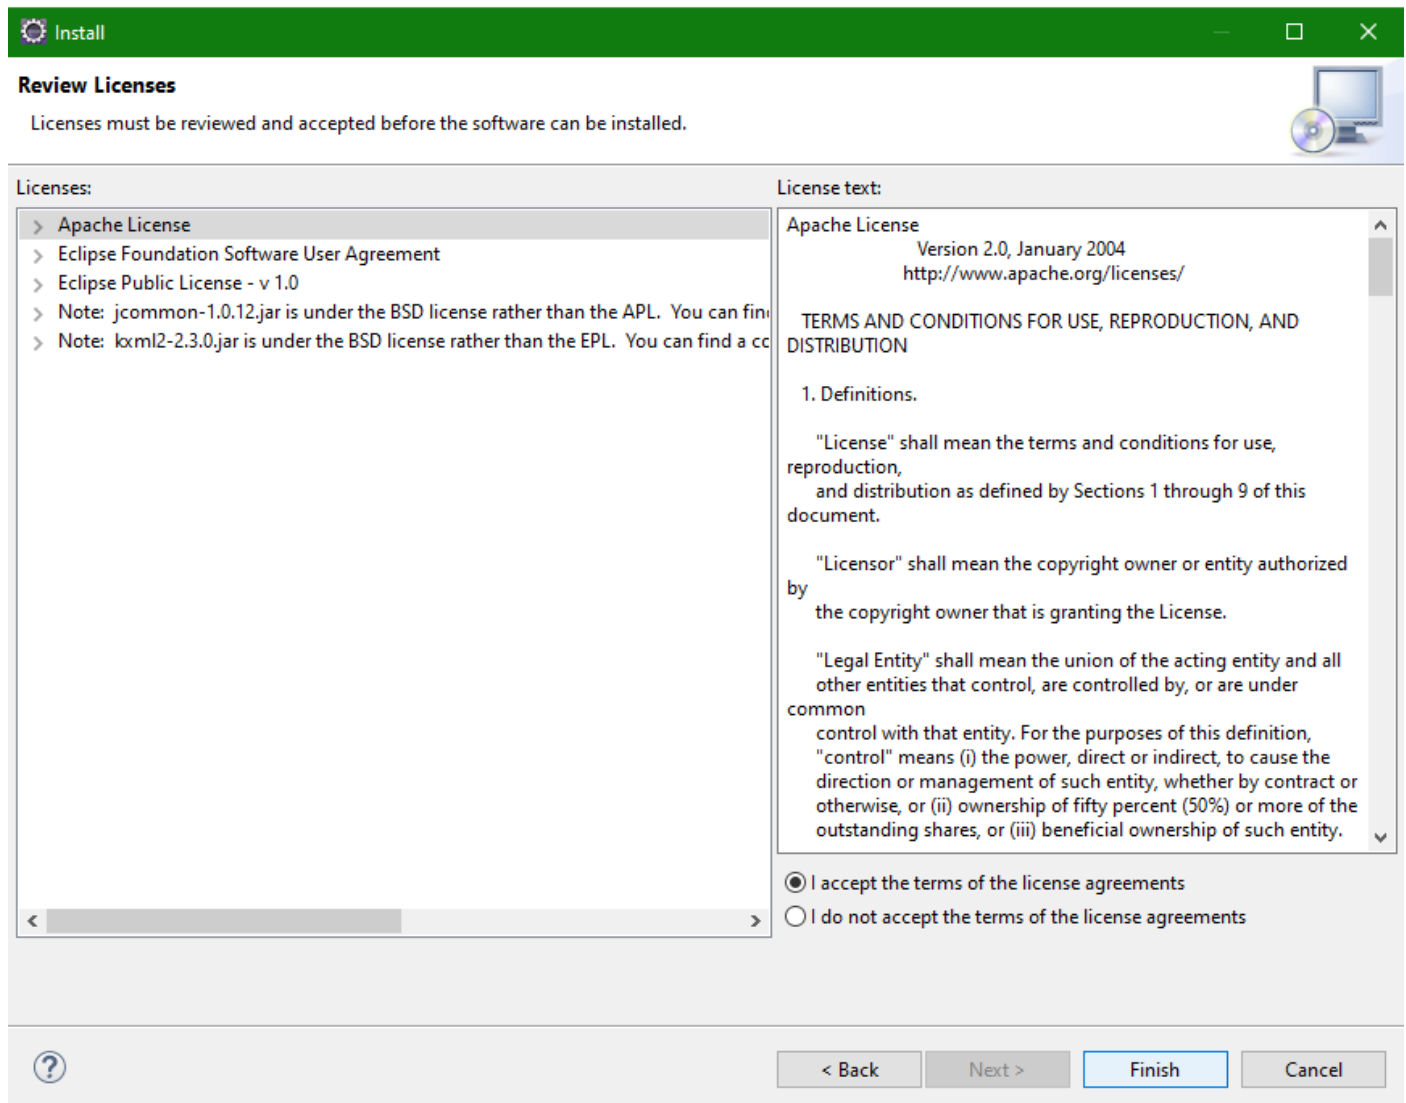 Install
Review Licenses
Licenses must be reviewed and accepted before the software can be installed.
Licenses:
Apache License
Eclipse Foundation Software User Agreement
Eclipse Public License - v 1.0
Note:  jcommon-1.0.12.jar is under the BSD license rather than the APL.  You can find
Note:  kxml2-2.3.0.jar is under the BSD license rather than the EPL.  You can find a cc
License text:
Apache License
Version 2.0, January 2004
http://www.apache.org/licenses/
TERMS AND CONDITIONS FOR USE, REPRODUCTION, AND
DISTRIBUTION
1. Definitions.
"License" shall mean the terms and conditions for use,
reproduction,
and distribution as defined by Sections 1 through 9 of this
document.
"Licensor" shall mean the copyright owner or entity authorized
by
the copyright owner that is granting the License.
"Legal Entity" shall mean the union of the acting entity and all
other entities that control, are controlled by, or are under
common
control with that entity. For the purposes of this definition,
"control" means (i) the power, direct or indirect, to cause the
direction or management of such entity, whether by contract or
otherwise, or (ii) ownership of fifty percent (50%) or more of the
outstanding shares, or (iii) beneficial ownership of such entity.
I accept the terms of the license agreements
I do not accept the terms of the license agreements
< Back
Next >
Finish
Cancel